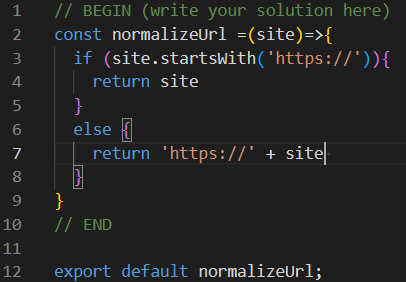 1 // BEGIN (write your solution here)
2 const normalizeUrl =(site)=>{
3   if (site.startsWith('https://')){
4     return site
5   }
6   else {
7     return 'https://' + site
8   }
9 }
10 // END
11
12 export default normalizeUrl;